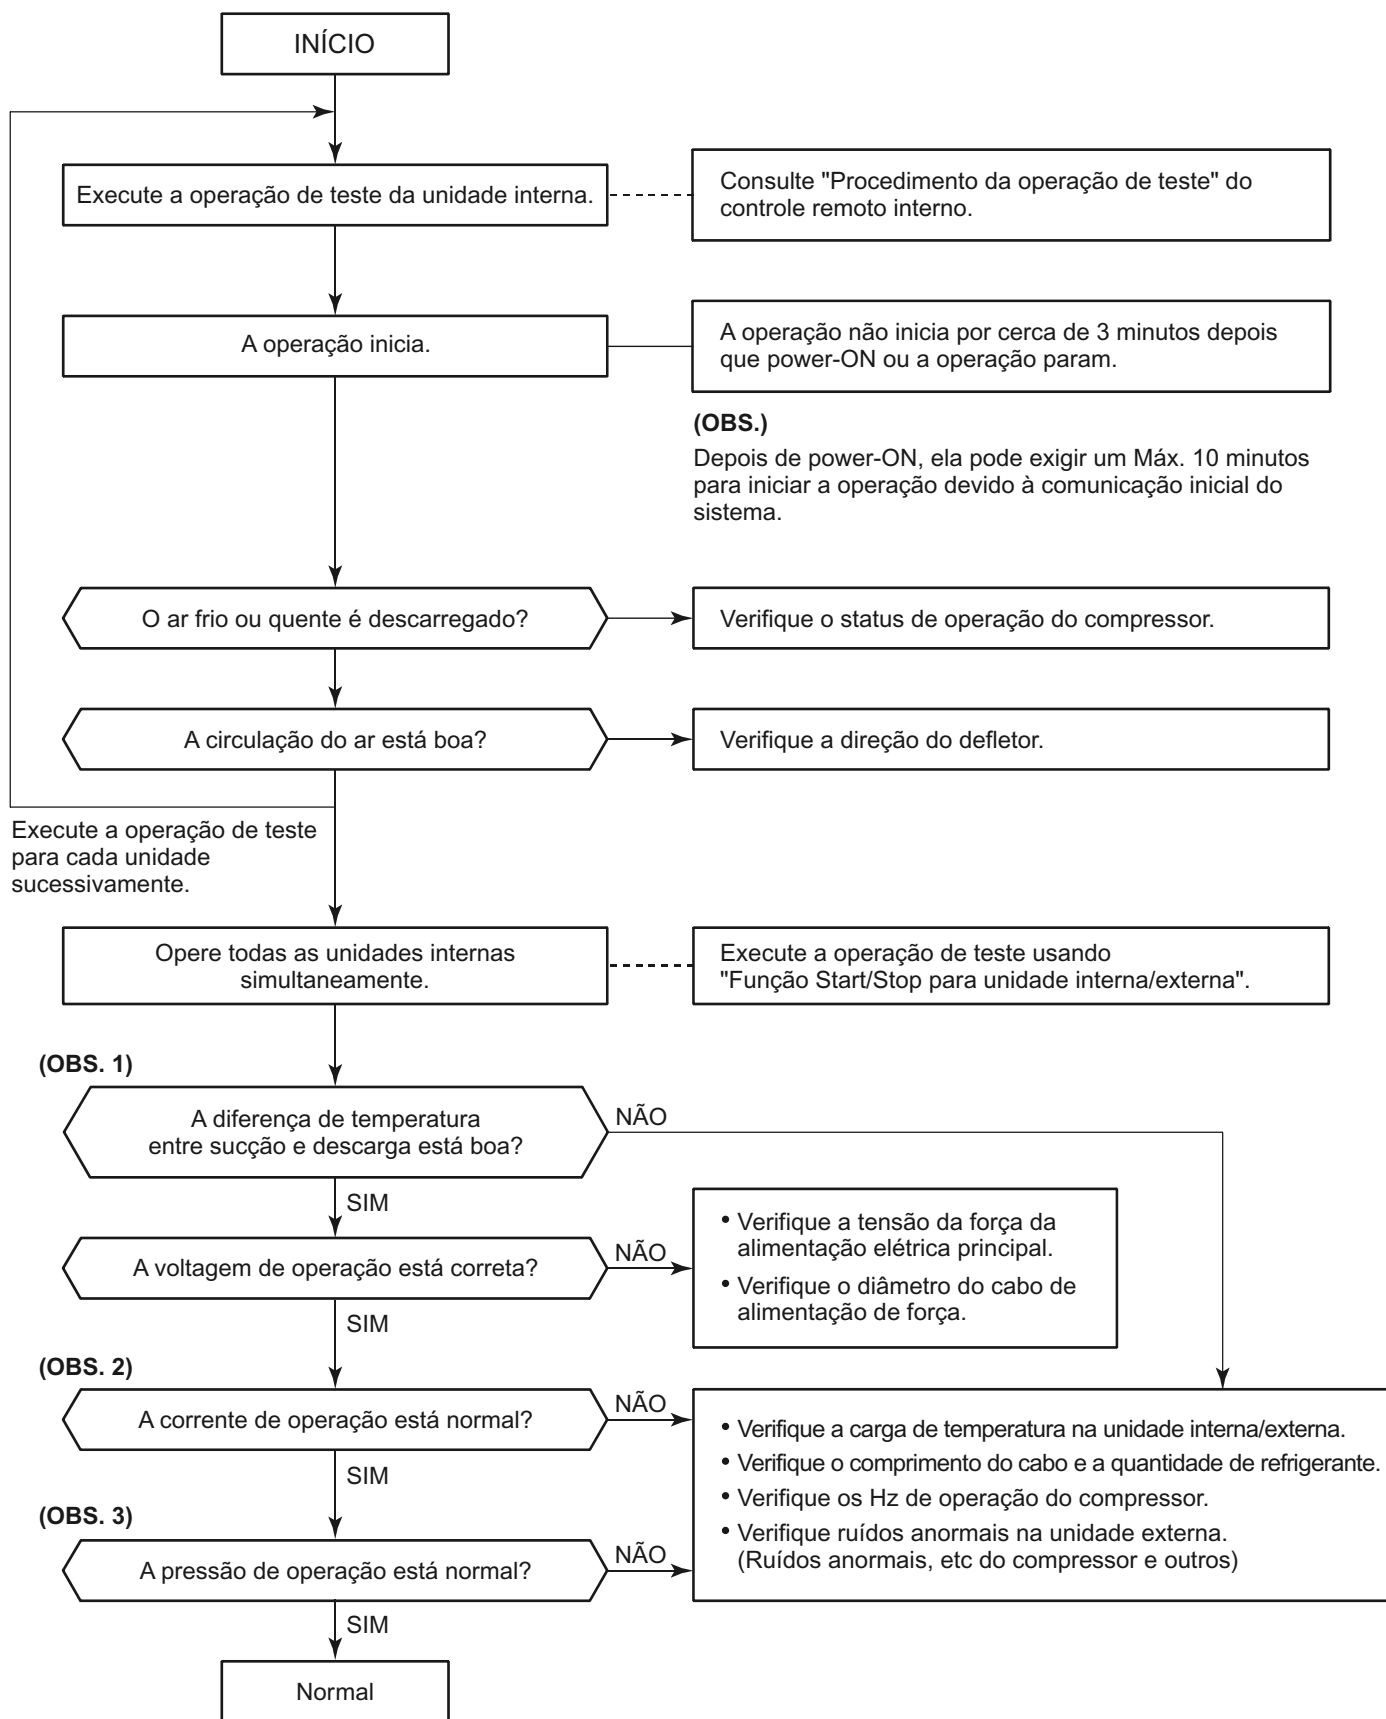 INÍCIO
Execute a operação de teste da unidade interna.
Consulte "Procedimento da operação de teste" do
controle remoto interno.
A operação inicia.
A operação não inicia por cerca de 3 minutos depois
que power-ON ou a operação param.
(OBS.)
Depois de power-ON, ela pode exigir um Máx. 10 minutos
para iniciar a operação devido à comunicação inicial do
sistema.
O ar frio ou quente é descarregado?
Verifique o status de operação do compressor.
A circulação do ar está boa?
Verifique a direção do defletor.
Execute a operação de teste
para cada unidade
sucessivamente.
Opere todas as unidades internas
simultaneamente.
Execute a operação de teste usando
"Função Start/Stop para unidade interna/externa".
(OBS. 1)
A diferença de temperatura
entre sucção e descarga está boa?
NÃO
SIM
A voltagem de operação está correta?
NÃO
• Verifique a tensão da força da
alimentação elétrica principal.
• Verifique o diâmetro do cabo de
alimentação de força.
SIM
(OBS. 2)
A corrente de operação está normal?
NÃO
• Verifique a carga de temperatura na unidade interna/externa.
• Verifique o comprimento do cabo e a quantidade de refrigerante.
• Verifique os Hz de operação do compressor.
• Verifique ruídos anormais na unidade externa.
(Ruídos anormais, etc do compressor e outros)
SIM
(OBS. 3)
A pressão de operação está normal?
NÃO
SIM
Normal